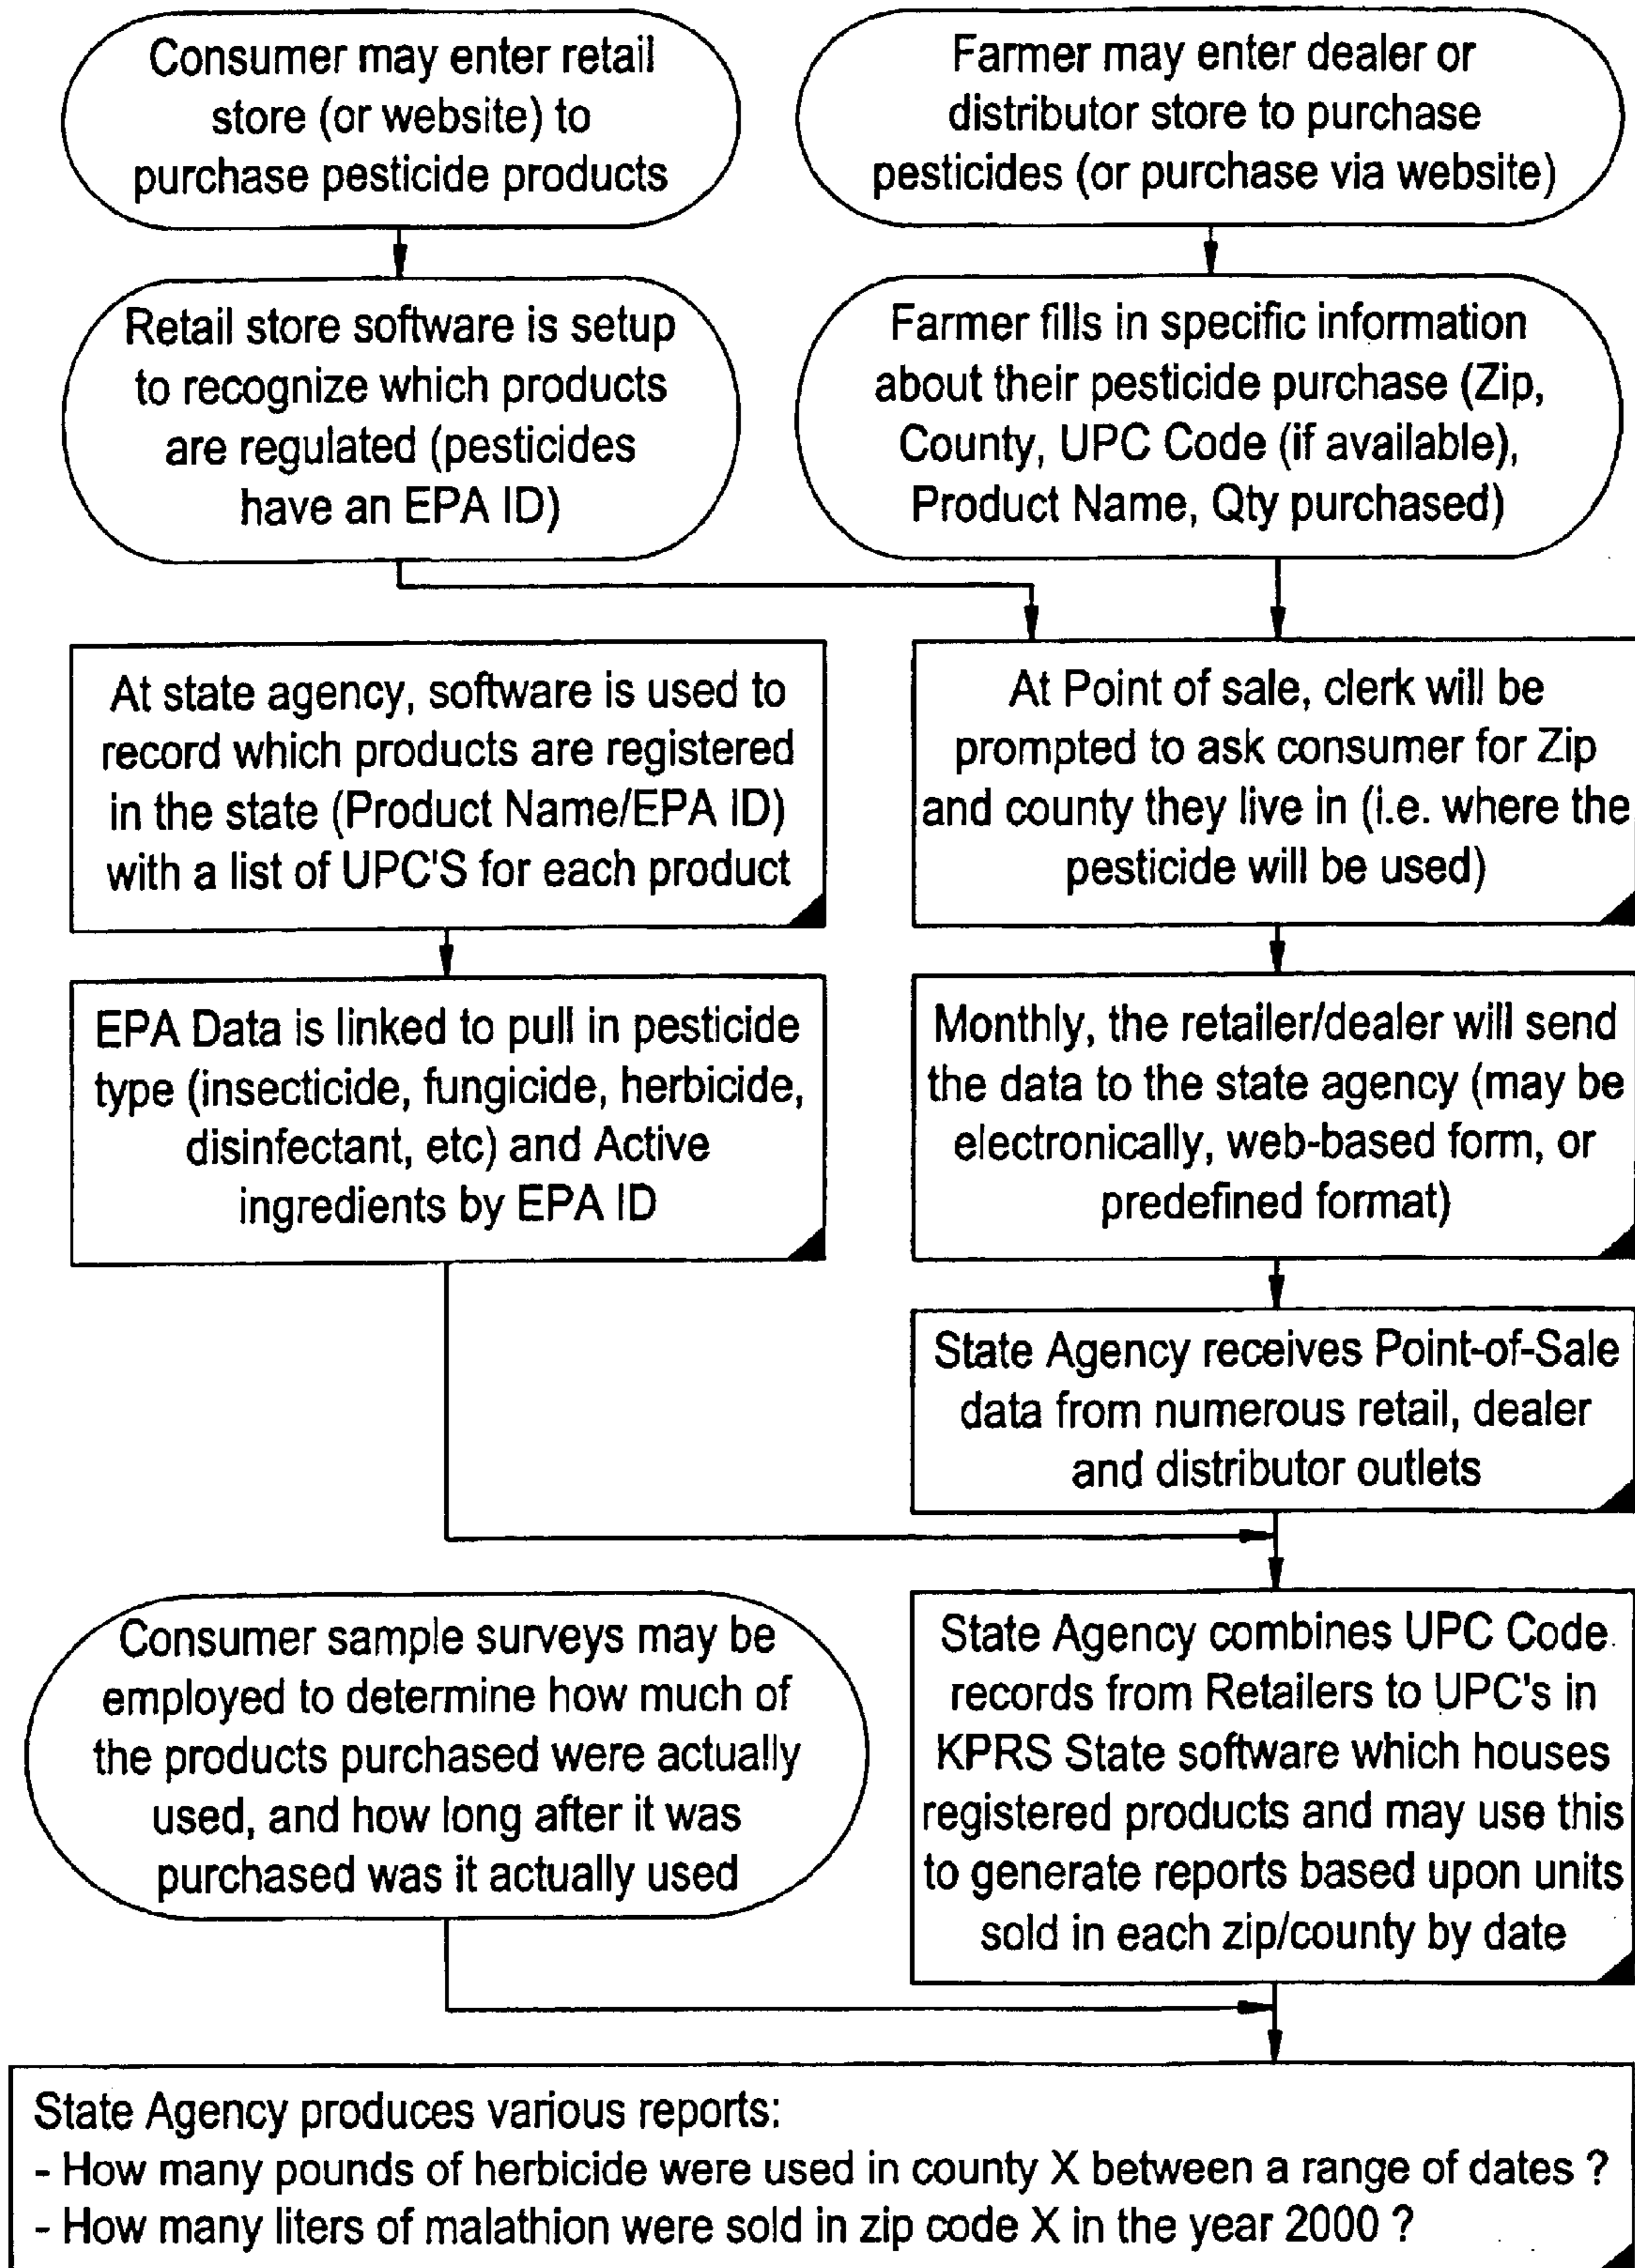 Consumer may enter retail
store (or website) to
purchase pesticide products
Farmer may enter dealer or
distributor store to purchase
pesticides (or purchase via website)
Retail store software is setup
to recognize which products
are regulated (pesticides
have an EPA ID)
Farmer fills in specific information
about their pesticide purchase (Zip,
County, UPC Code (if available),
Product Name, Qty purchased)
At state agency, software is used to
record which products are registered
in the state (Product Name/EPA ID)
with a list of UPC'S for each product
At Point of sale, clerk will be
prompted to ask consumer for Zip
and county they live in (i.e. where the
pesticide will be used)
EPA Data is linked to pull in pesticide
type (insecticide, fungicide, herbicide,
disinfectant, etc) and Active
ingredients by EPA ID
Monthly, the retailer/dealer will send
the data to the state agency (may be
electronically, web-based form, or
predefined format)
State Agency receives Point-of-Sale
data from numerous retail, dealer
and distributor outlets
Consumer sample surveys may be
employed to determine how much of
the products purchased were actually
used, and how long after it was
purchased was it actually used
State Agency combines UPC Code
records from Retailers to UPC's in
KPRS State software which houses
registered products and may use this
to generate reports based upon units
sold in each zip/county by date
State Agency produces various reports:
- How many pounds of herbicide were used in county X between a range of dates ?
- How many liters of malathion were sold in zip code X in the year 2000 ?